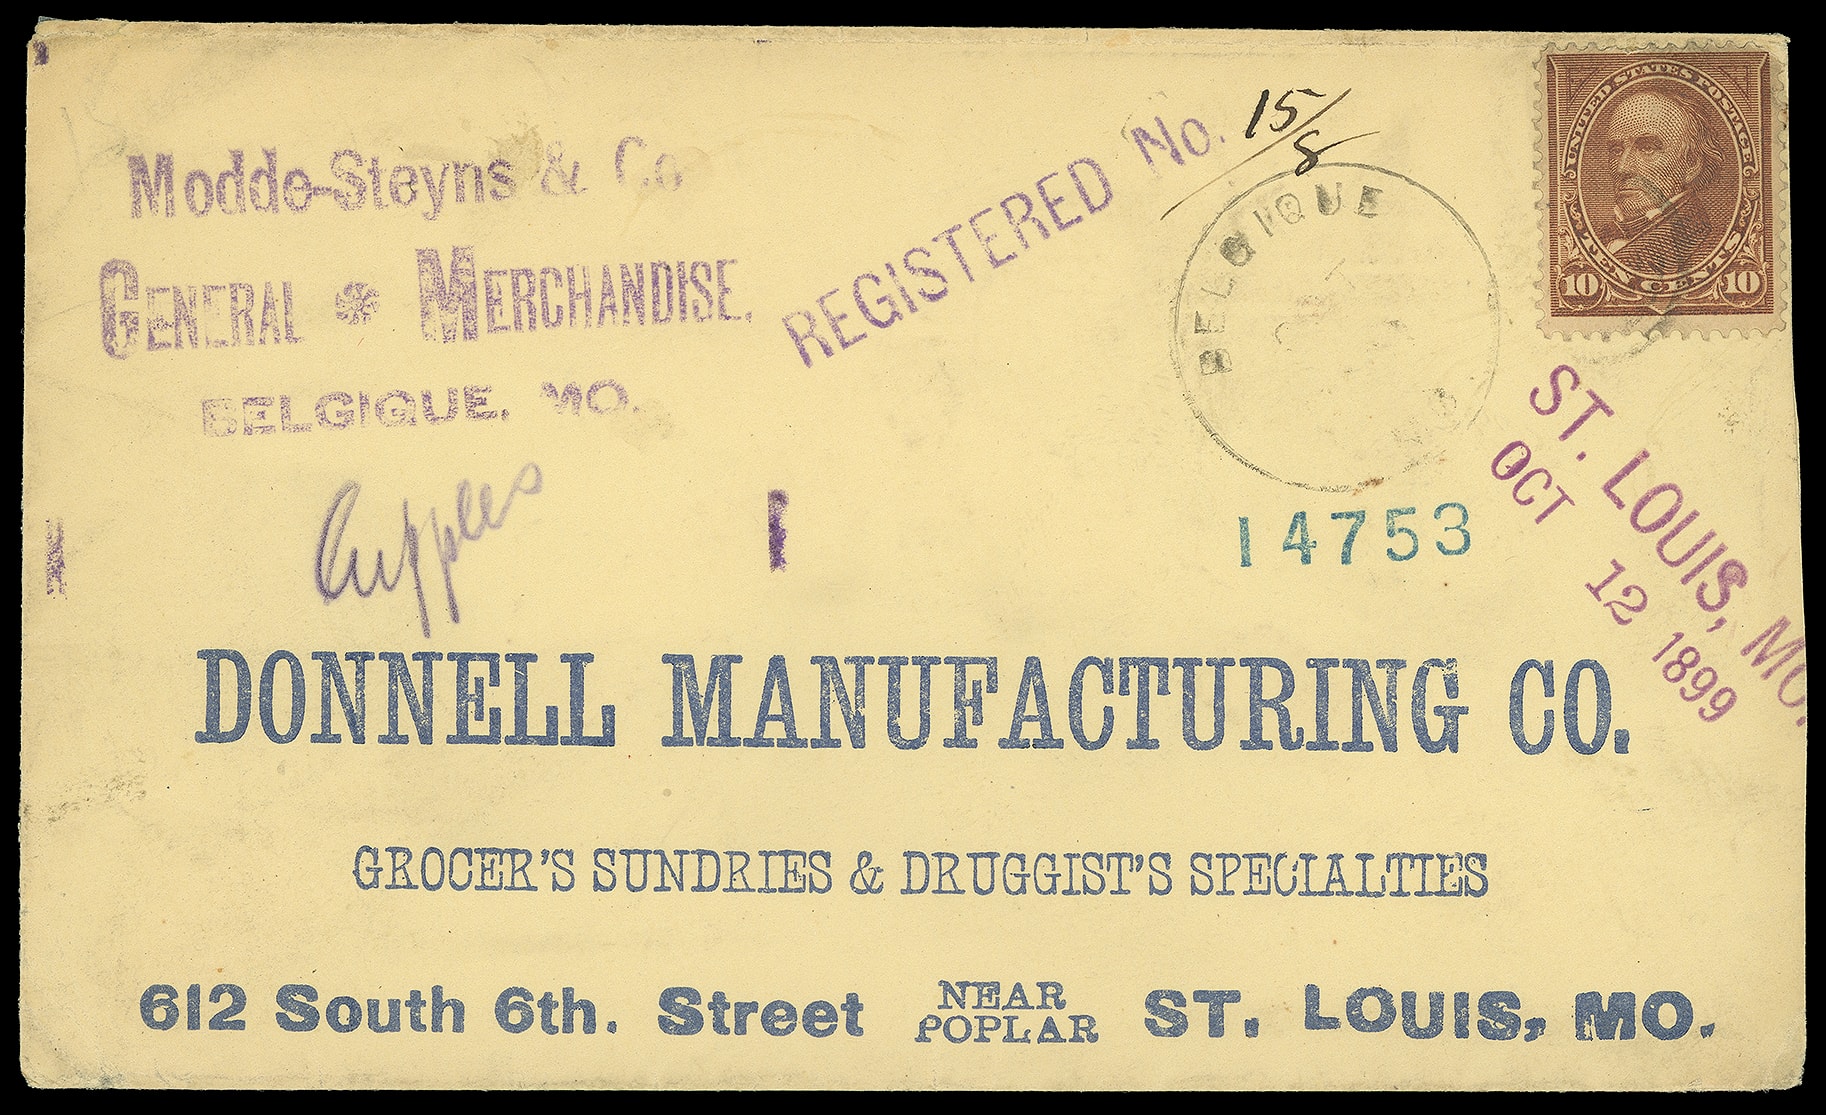 Modde-Steyns & Co
GENERAL MERCHANDISE.
BELGIQUE, MO.
REGISTERED No. 15/8
BELGIQUE
UNITED STATES POSTAGE
10 TEN CENTS 10
ST. LOUIS, MO.
OCT 12 1899
14753
Cupples
DONNELL MANUFACTURING CO.
GROCER'S SUNDRIES & DRUGGIST'S SPECIALTIES
612 South 6th. Street NEAR POPLAR ST. LOUIS, MO.